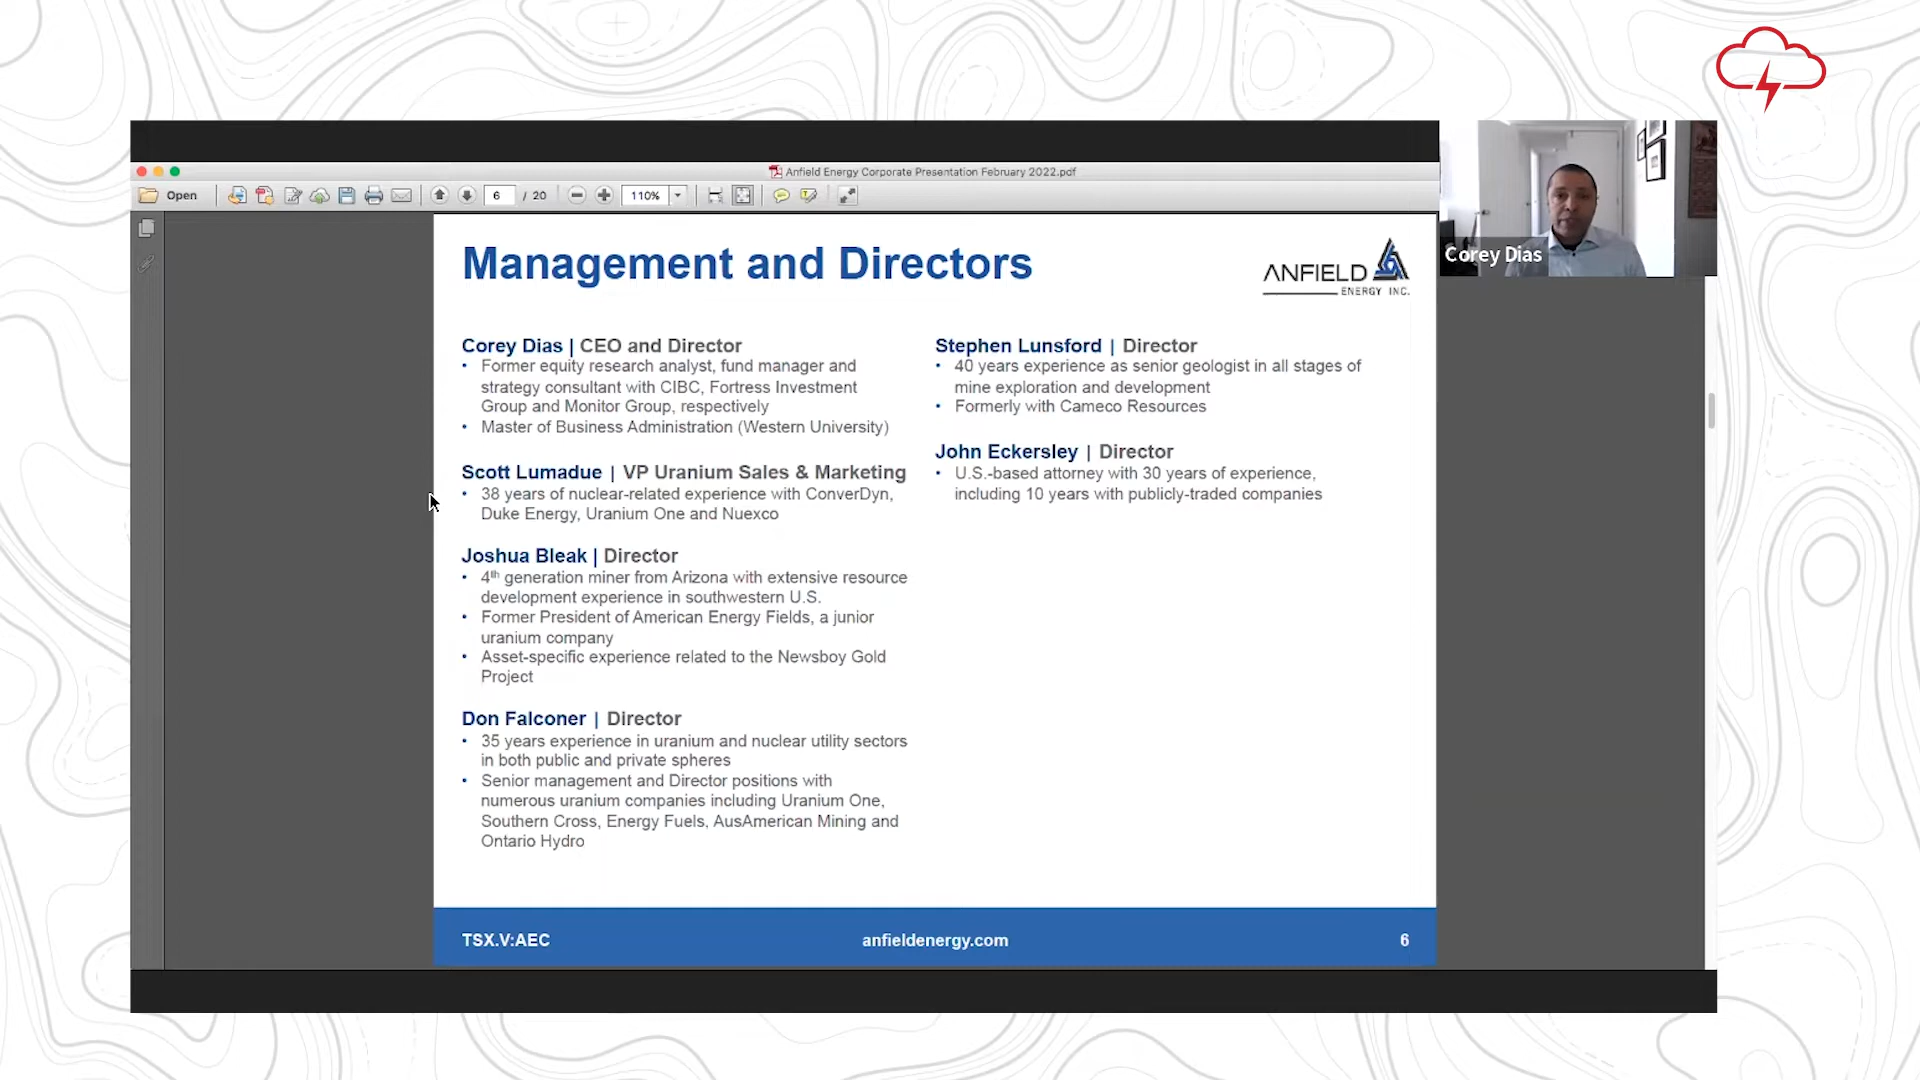 Anfield Energy Corporate Presentation February 2022.pdf
Open
6
/ 20
110%
Corey Dias
Management and Directors
ANFIELD
ENERGY INC.
Corey Dias | CEO and Director
• Former equity research analyst, fund manager and
strategy consultant with CIBC, Fortress Investment
Group and Monitor Group, respectively
• Master of Business Administration (Western University)
Scott Lumadue | VP Uranium Sales & Marketing
• 38 years of nuclear-related experience with ConverDyn,
Duke Energy, Uranium One and Nuexco
Joshua Bleak | Director
• 4th generation miner from Arizona with extensive resource
development experience in southwestern U.S.
• Former President of American Energy Fields, a junior
uranium company
• Asset-specific experience related to the Newsboy Gold
Project
Don Falconer | Director
• 35 years experience in uranium and nuclear utility sectors
in both public and private spheres
• Senior management and Director positions with
numerous uranium companies including Uranium One,
Southern Cross, Energy Fuels, AusAmerican Mining and
Ontario Hydro
Stephen Lunsford | Director
• 40 years experience as senior geologist in all stages of
mine exploration and development
• Formerly with Cameco Resources
John Eckersley | Director
• U.S.-based attorney with 30 years of experience,
including 10 years with publicly-traded companies
TSX.V:AEC
anfieldenergy.com
6